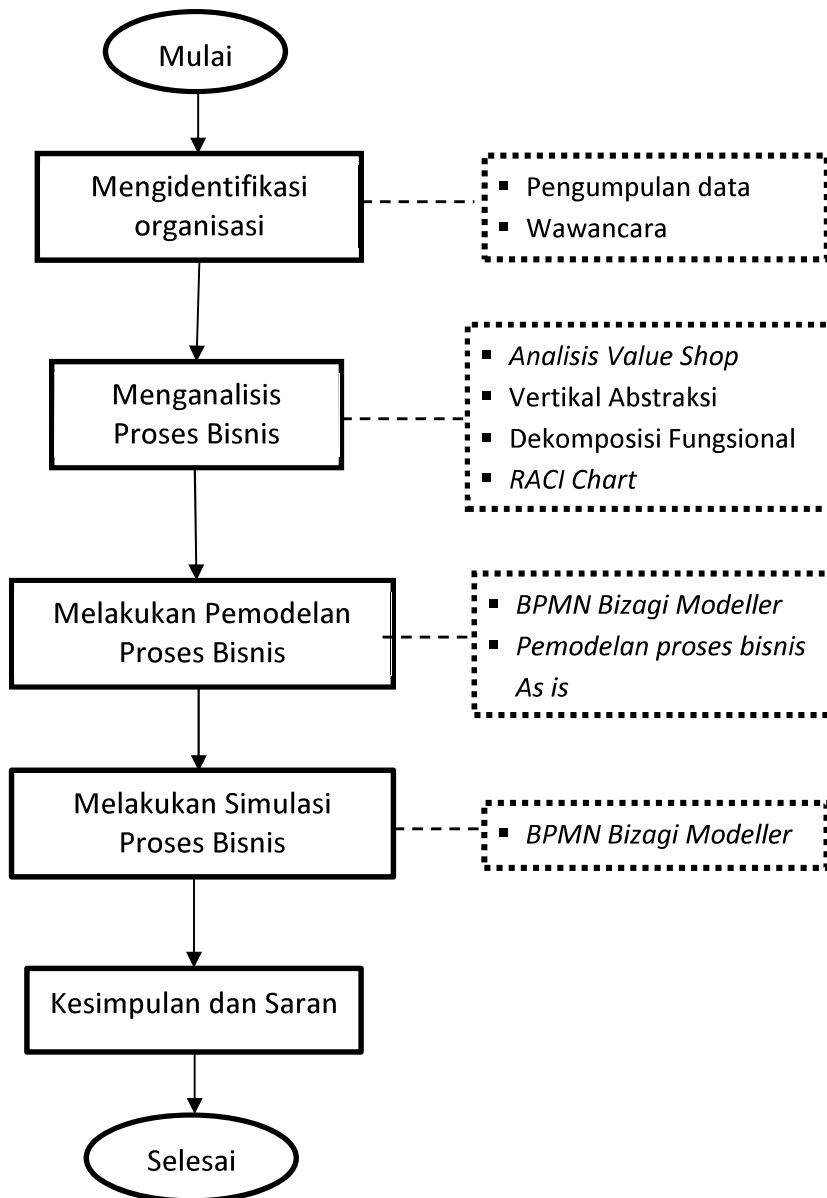 Mulai
Mengidentifikasi
organisasi
▪ Pengumpulan data
▪ Wawancara
Menganalisis
Proses Bisnis
▪ Analisis Value Shop
▪ Vertikal Abstraksi
▪ Dekomposisi Fungsional
▪ RACI Chart
Melakukan Pemodelan
Proses Bisnis
▪ BPMN Bizagi Modeller
▪ Pemodelan proses bisnis
As is
Melakukan Simulasi
Proses Bisnis
▪ BPMN Bizagi Modeller
Kesimpulan dan Saran
Selesai